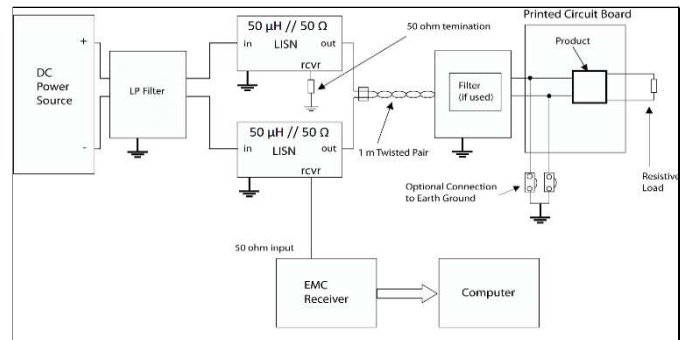 Printed Circuit Board
50 µH // 50 Ω
in
LISN
out
rcvr
50 ohm temination
Product
+
DC
Power
Source
-
LP Filter
Filter
(if used)
50 µH // 50 Ω
in
LISN
out
rcvr
1 m Twisted Pair
Optional Connection
to Earth Ground
Resistive
Load
50 ohm input
EMC
Receiver
Computer